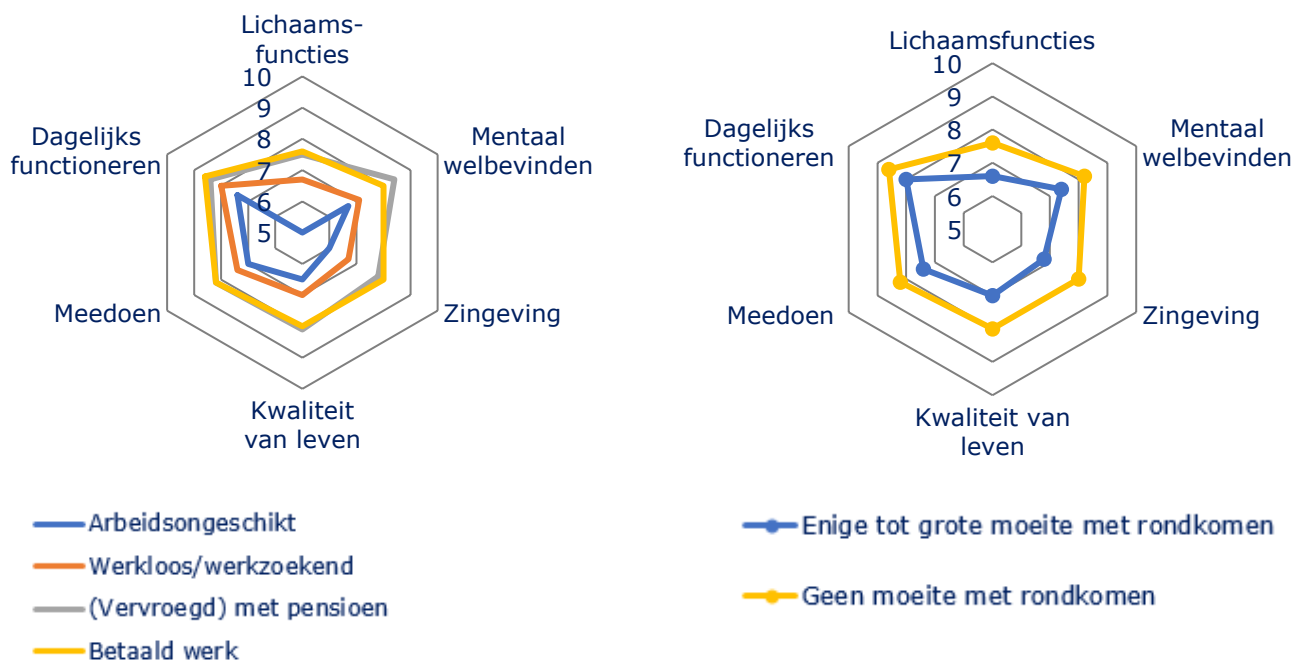 Lichaams-
functies
10
9
8
7
6
5
Mentaal
welbevinden
Zingeving
Kwaliteit
van leven
Meedoen
Dagelijks
functioneren
Arbeidsongeschikt
Werkloos/werkzoekend
(Vervroegd) met pensioen
Betaald werk
Lichaamsfuncties
10
9
8
7
6
5
Mentaal
welbevinden
Zingeving
Kwaliteit van
leven
Meedoen
Dagelijks
functioneren
Enige tot grote moeite met rondkomen
Geen moeite met rondkomen